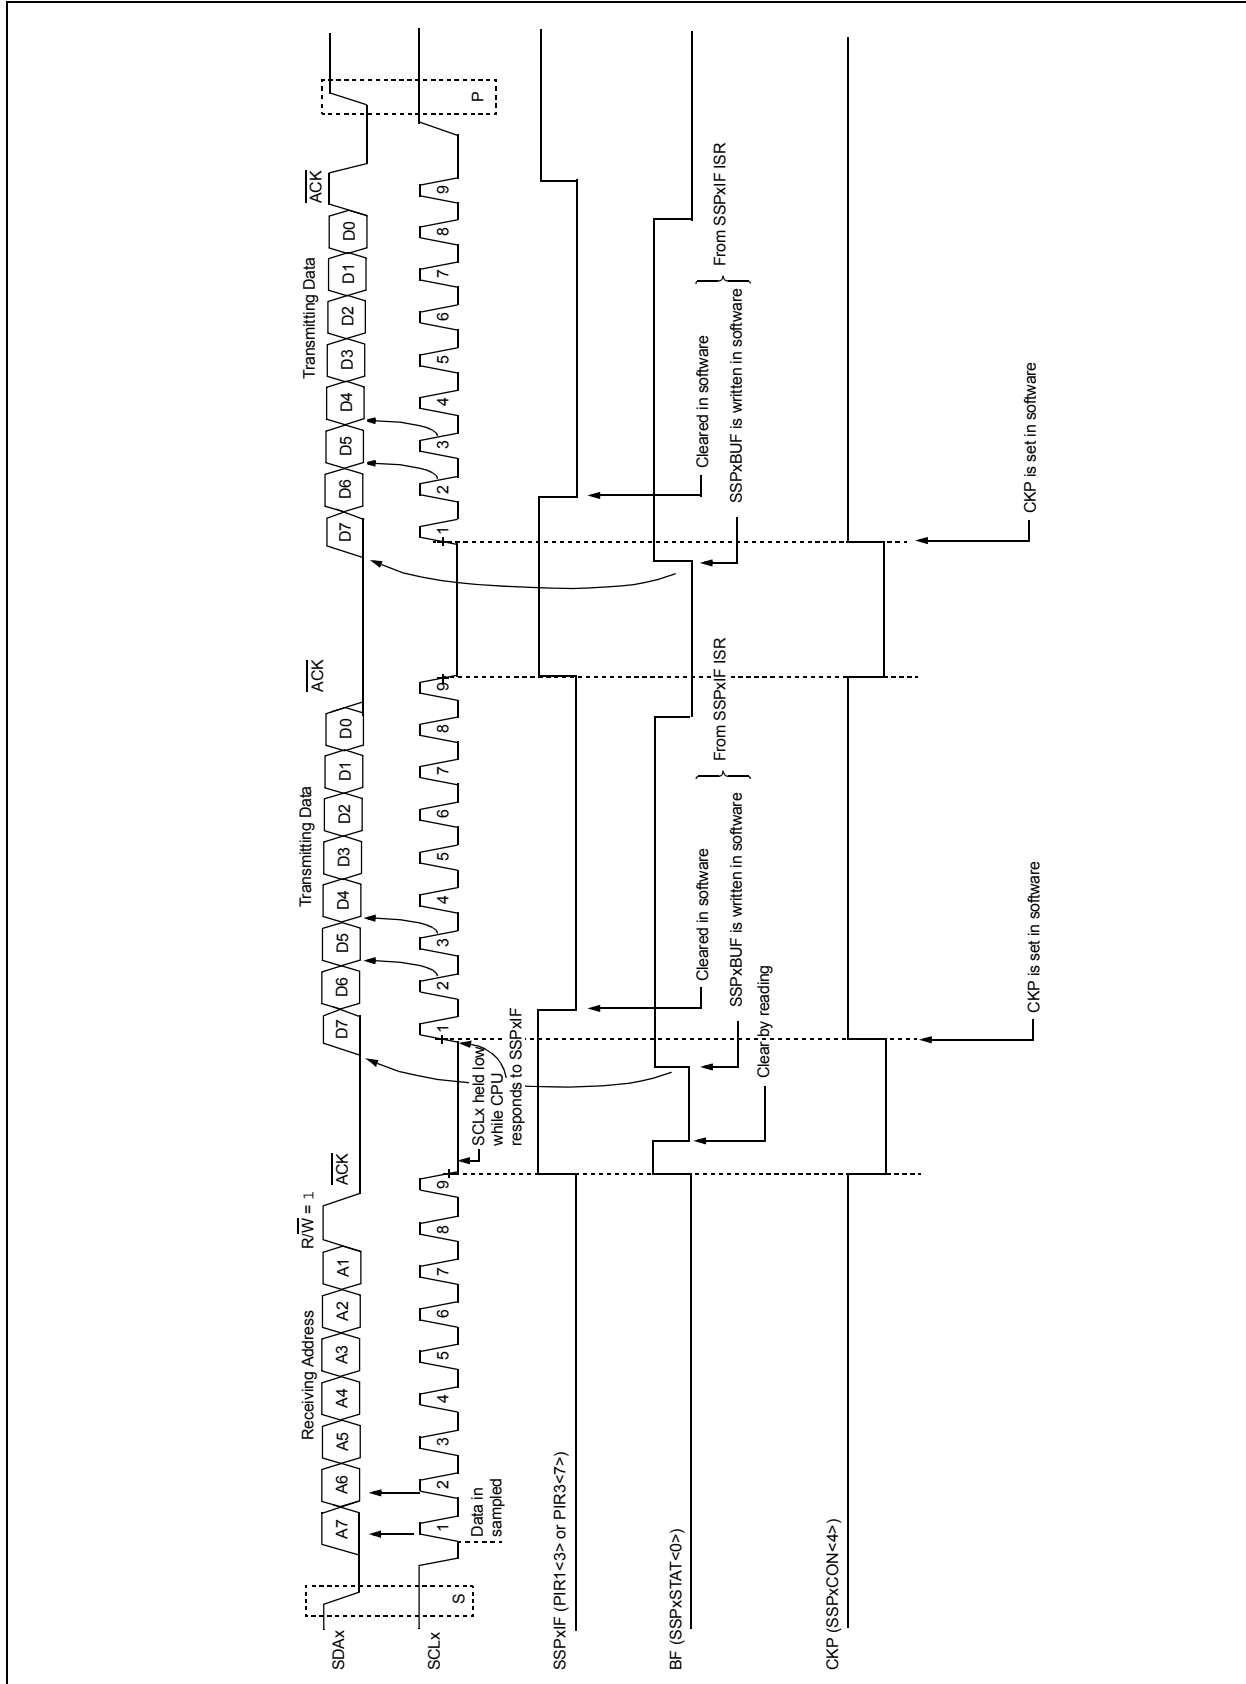 SDAx
S
Receiving Address
A7 A6 A5 A4 A3 A2 A1
R/W = 1
ACK
Transmitting Data
D7 D6 D5 D4 D3 D2 D1 D0
ACK
Transmitting Data
D7 D6 D5 D4 D3 D2 D1 D0
ACK
P
SCLx
1 2 3 4 5 6 7 8 9
1 2 3 4 5 6 7 8 9
1 2 3 4 5 6 7 8 9
Data in
sampled
SCLx held low
while CPU
responds to SSPxIF
SSPxIF (PIR1<3> or PIR3<7>)
BF (SSPxSTAT<0>)
Cleared in software
SSPxBUF is written in software
From SSPxIF ISR
Clear by reading
Cleared in software
SSPxBUF is written in software
From SSPxIF ISR
CKP (SSPxCON<4>)
CKP is set in software
CKP is set in software